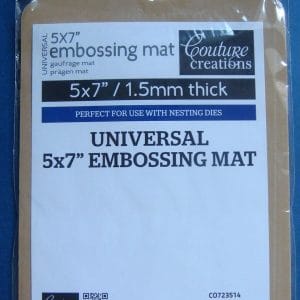 UNIVERSAL
5X7"
embossing mat
gaufrage mat
prägen mat
Couture
creations
5x7" / 1.5mm thick
PERFECT FOR USE WITH NESTING DIES
UNIVERSAL
5x7" EMBOSSING MAT
CO723514